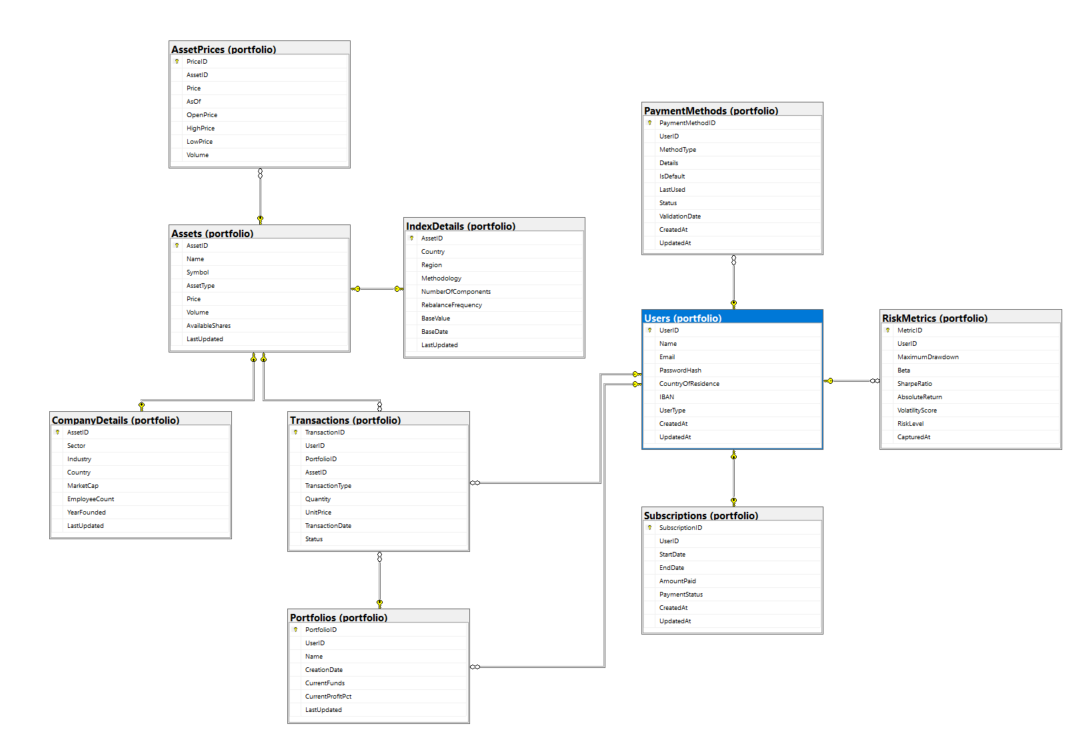 AssetPrices (portfolio)
PriceID
AssetID
Price
AsOf
OpenPrice
HighPrice
LowPrice
Volume
PaymentMethods (portfolio)
PaymentMethodID
UserID
MethodType
Details
IsDefault
LastUsed
Status
ValidationDate
CreatedAt
UpdatedAt
Assets (portfolio)
AssetID
Name
Symbol
AssetType
Price
Volume
AvailableShares
LastUpdated
IndexDetails (portfolio)
AssetID
Country
Region
Methodology
NumberOfComponents
RebalanceFrequency
BaseValue
BaseDate
LastUpdated
Users (portfolio)
UserID
Name
Email
PasswordHash
CountryOfResidence
IBAN
UserType
CreatedAt
UpdatedAt
RiskMetrics (portfolio)
MetricID
UserID
MaximumDrawdown
Beta
SharpeRatio
AbsoluteReturn
VolatilityScore
RiskLevel
CapturedAt
CompanyDetails (portfolio)
AssetID
Sector
Industry
Country
MarketCap
EmployeeCount
YearFounded
LastUpdated
Transactions (portfolio)
TransactionID
UserID
PortfolioID
AssetID
TransactionType
Quantity
UnitPrice
TransactionDate
Status
Subscriptions (portfolio)
SubscriptionID
UserID
StartDate
EndDate
AmountPaid
PaymentStatus
CreatedAt
UpdatedAt
Portfolios (portfolio)
PortfolioID
UserID
Name
CreationDate
CurrentFunds
CurrentProfitPct
LastUpdated